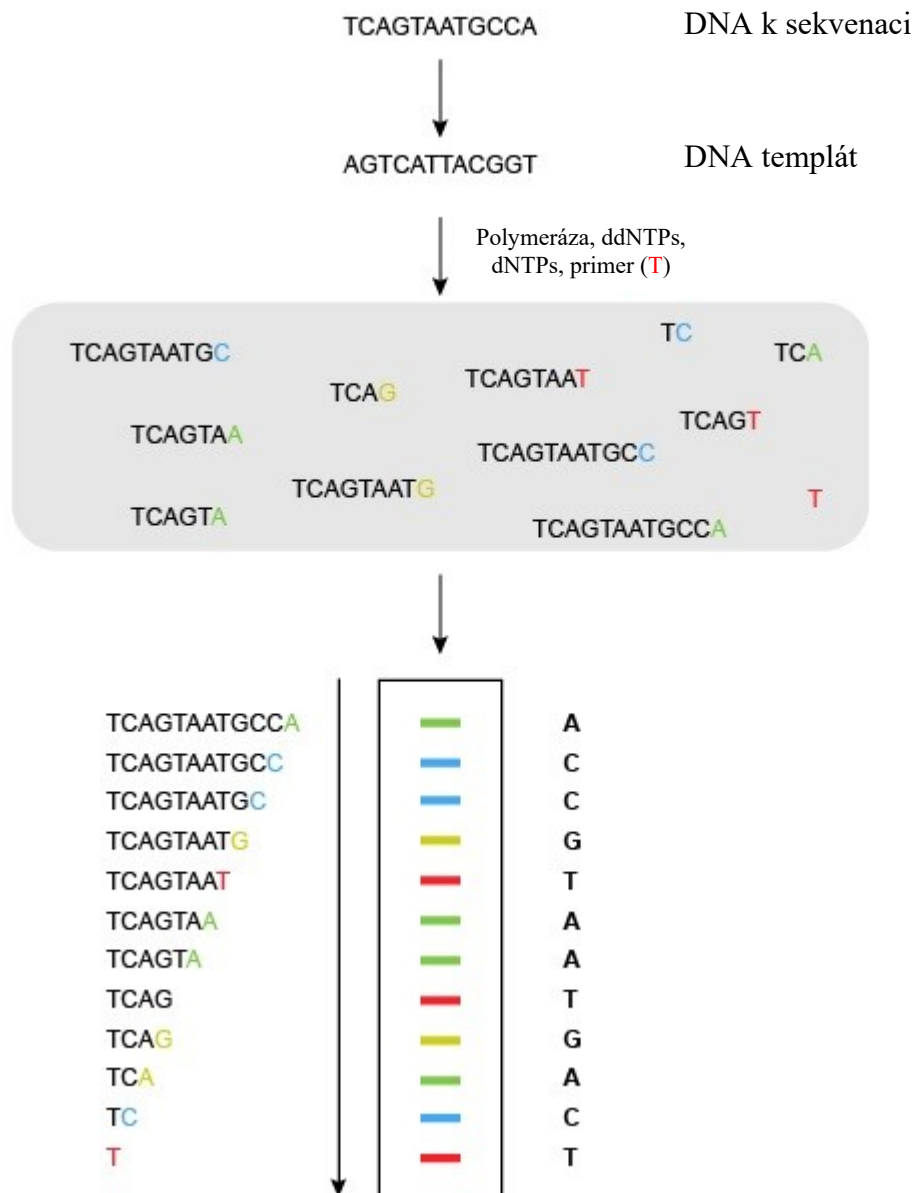 TCAGTAATGCCA DNA k sekvenaci
AGTCATTACGGT DNA templát
Polymeráza, ddNTPs,
dNTPs, primer (T)
TC
TCAGTAATGC TCA
TCAGTAAT
TCAG
TCAGT
TCAGTAA
TCAGTAATGCC
TCAGTAATG
T
TCAGTA
TCAGTAATGCCA
TCAGTAATGCCA A
TCAGTAATGCC C
TCAGTAATGC C
TCAGTAATG G
TCAGTAAT T
TCAGTAA A
TCAGTA A
TCAG T
TCAG G
TCA A
TC C
T T